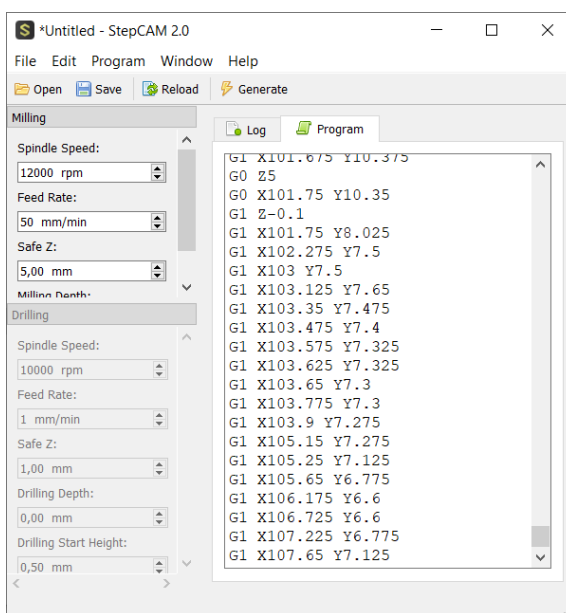 *Untitled - StepCAM 2.0
File Edit Program Window Help
Open Save Reload Generate
Milling
Spindle Speed:
12000 rpm
Feed Rate:
50 mm/min
Safe Z:
5,00 mm
Milling Depth:
Drilling
Spindle Speed:
10000 rpm
Feed Rate:
1 mm/min
Safe Z:
1,00 mm
Drilling Depth:
0,00 mm
Drilling Start Height:
0,50 mm
Log Program
G1 X101.675 Y10.375
G0 Z5
G0 X101.75 Y10.35
G1 Z-0.1
G1 X101.75 Y8.025
G1 X102.275 Y7.5
G1 X103 Y7.5
G1 X103.125 Y7.65
G1 X103.35 Y7.475
G1 X103.475 Y7.4
G1 X103.575 Y7.325
G1 X103.625 Y7.325
G1 X103.65 Y7.3
G1 X103.775 Y7.3
G1 X103.9 Y7.275
G1 X105.15 Y7.275
G1 X105.25 Y7.125
G1 X105.65 Y6.775
G1 X106.175 Y6.6
G1 X106.725 Y6.6
G1 X107.225 Y6.775
G1 X107.65 Y7.125